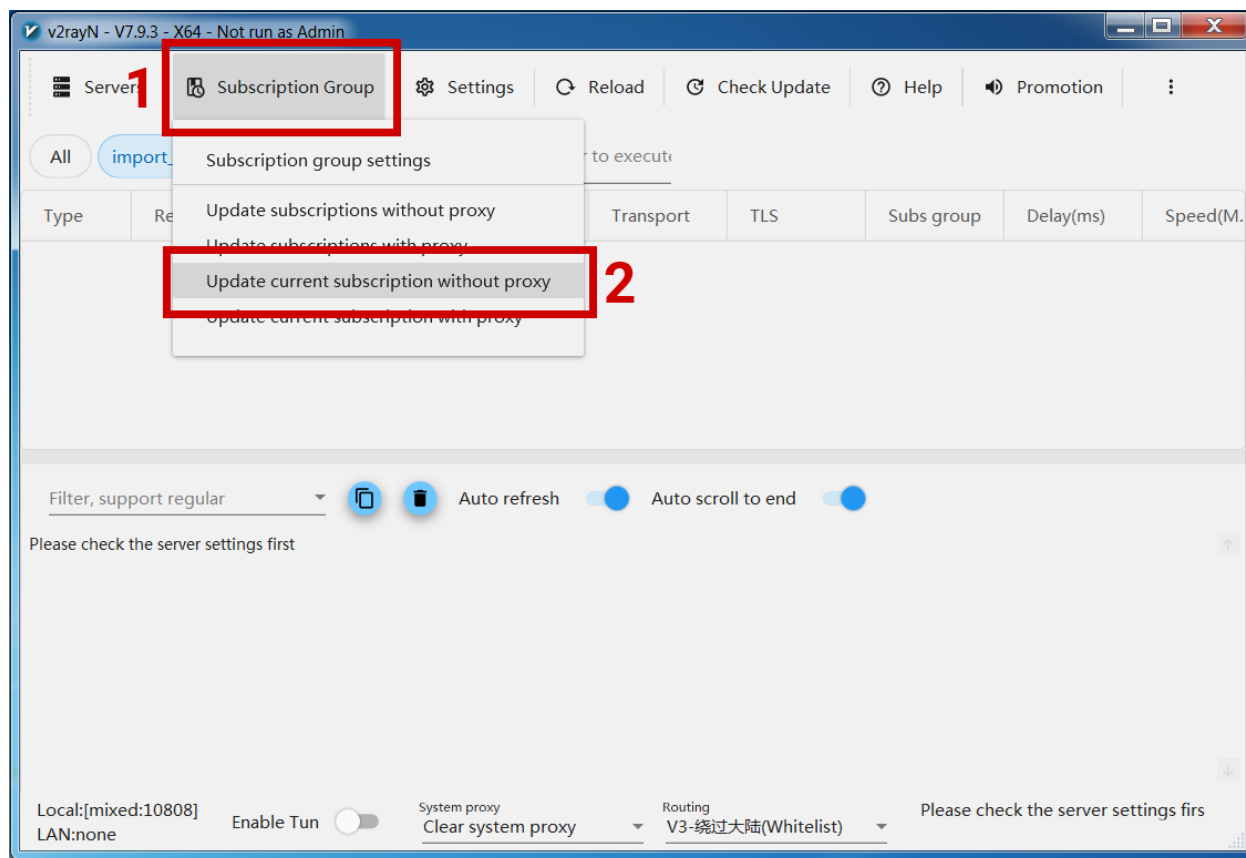 v2rayN - V7.9.3 - X64 - Not run as Admin
1
Servers Subscription Group Settings Reload Check Update Help Promotion
All import_ r to execute
Subscription group settings
Type Re Transport TLS Subs group Delay(ms) Speed(M.
Update subscriptions without proxy
Update subscriptions with proxy
Update current subscription without proxy 2
Update current subscription with proxy
Filter, support regular Auto refresh Auto scroll to end
Please check the server settings first
Local:[mixed:10808]
LAN:none
Enable Tun
System proxy
Clear system proxy
Routing
V3-绕过大陆(Whitelist)
Please check the server settings firs